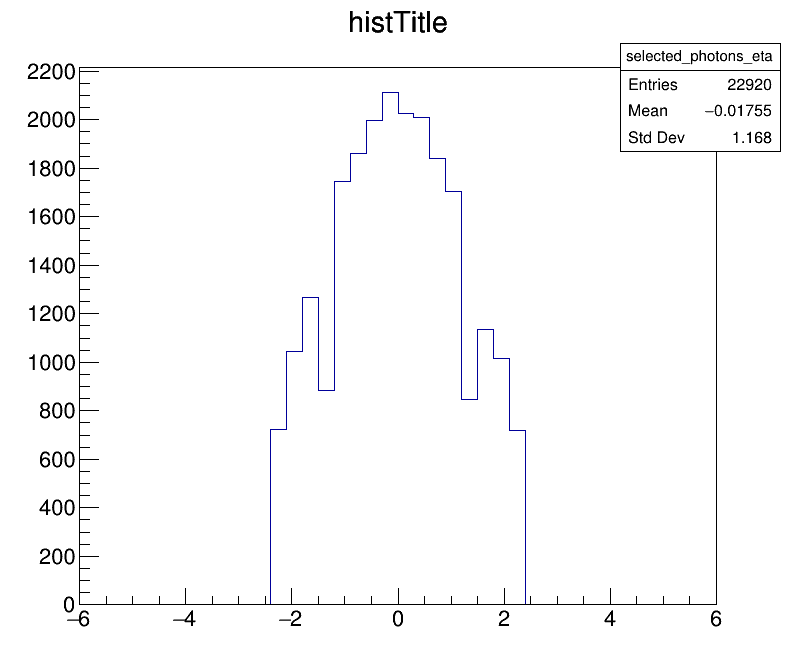 histTitle
selected_photons_eta
Entries 22920
Mean −0.01755
Std Dev 1.168
2200
2000
1800
1600
1400
1200
1000
800
600
400
200
0
−6 −4 −2 0 2 4 6